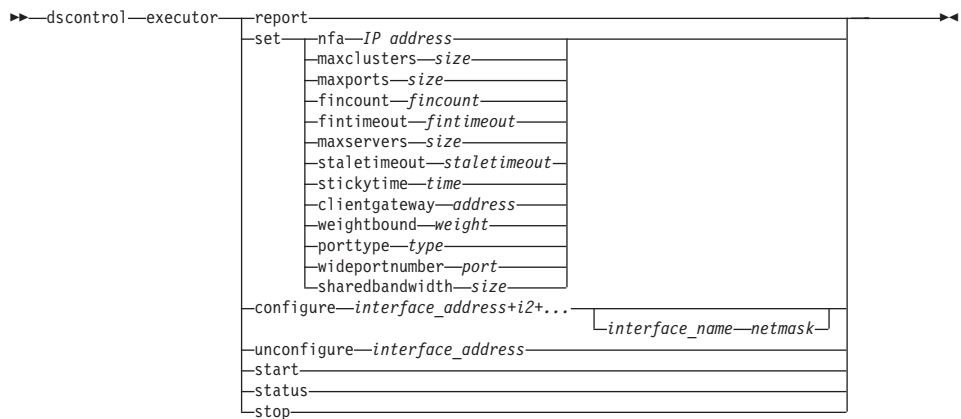 dscontrol executor report
set nfa IP address
maxclusters size
maxports size
fincount fincount
fintimeout fintimeout
maxservers size
staletimeout staletimeout
stickytime time
clientgateway address
weightbound weight
porttype type
wideportnumber port
sharedbandwidth size
configure interface_address+i2+...
interface_name netmask
unconfigure interface_address
start
status
stop